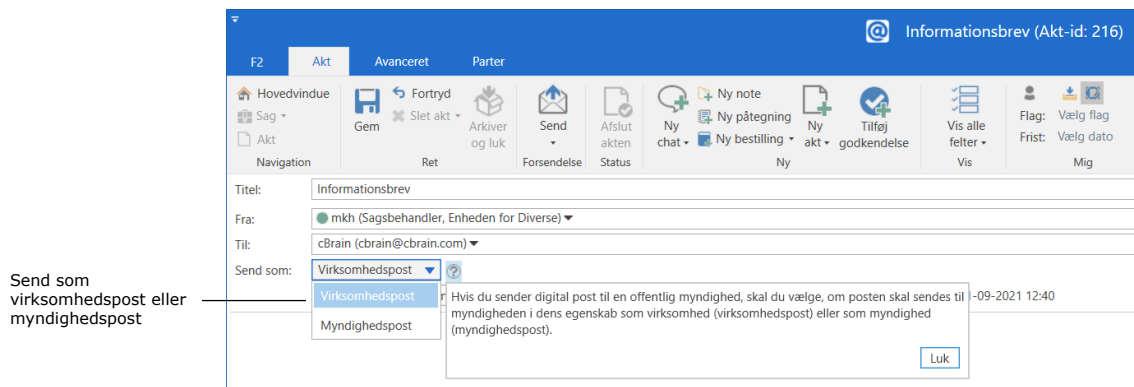 Informationsbrev (Akt-id: 216)
F2 Akt Avanceret Parter
Hovedvindue
Sag
Akt
Navigation
Gem
Fortryd
Slet akt
Arkiver
og luk
Ret
Send
Forsendelse
Afslut
akten
Status
Ny
chat
Ny note
Ny påtegning
Ny bestilling
Ny
akt
Tilføj
godkendelse
Ny
Vis alle
felter
Vis
Flag: Vælg flag
Frist: Vælg dato
Mig
Titel: Informationsbrev
Fra: mkh (Sagsbehandler, Enheden for Diverse)
Til: cBrain (cbrain@cbrain.com)
Send som: Virksomhedspost
Virksomhedspost
Myndighedspost
Hvis du sender digital post til en offentlig myndighed, skal du vælge, om posten skal sendes til
myndigheden i dens egenskab som virksomhed (virksomhedspost) eller som myndighed
(myndighedspost).
Luk
1-09-2021 12:40
Send som
virksomhedspost eller
myndighedspost